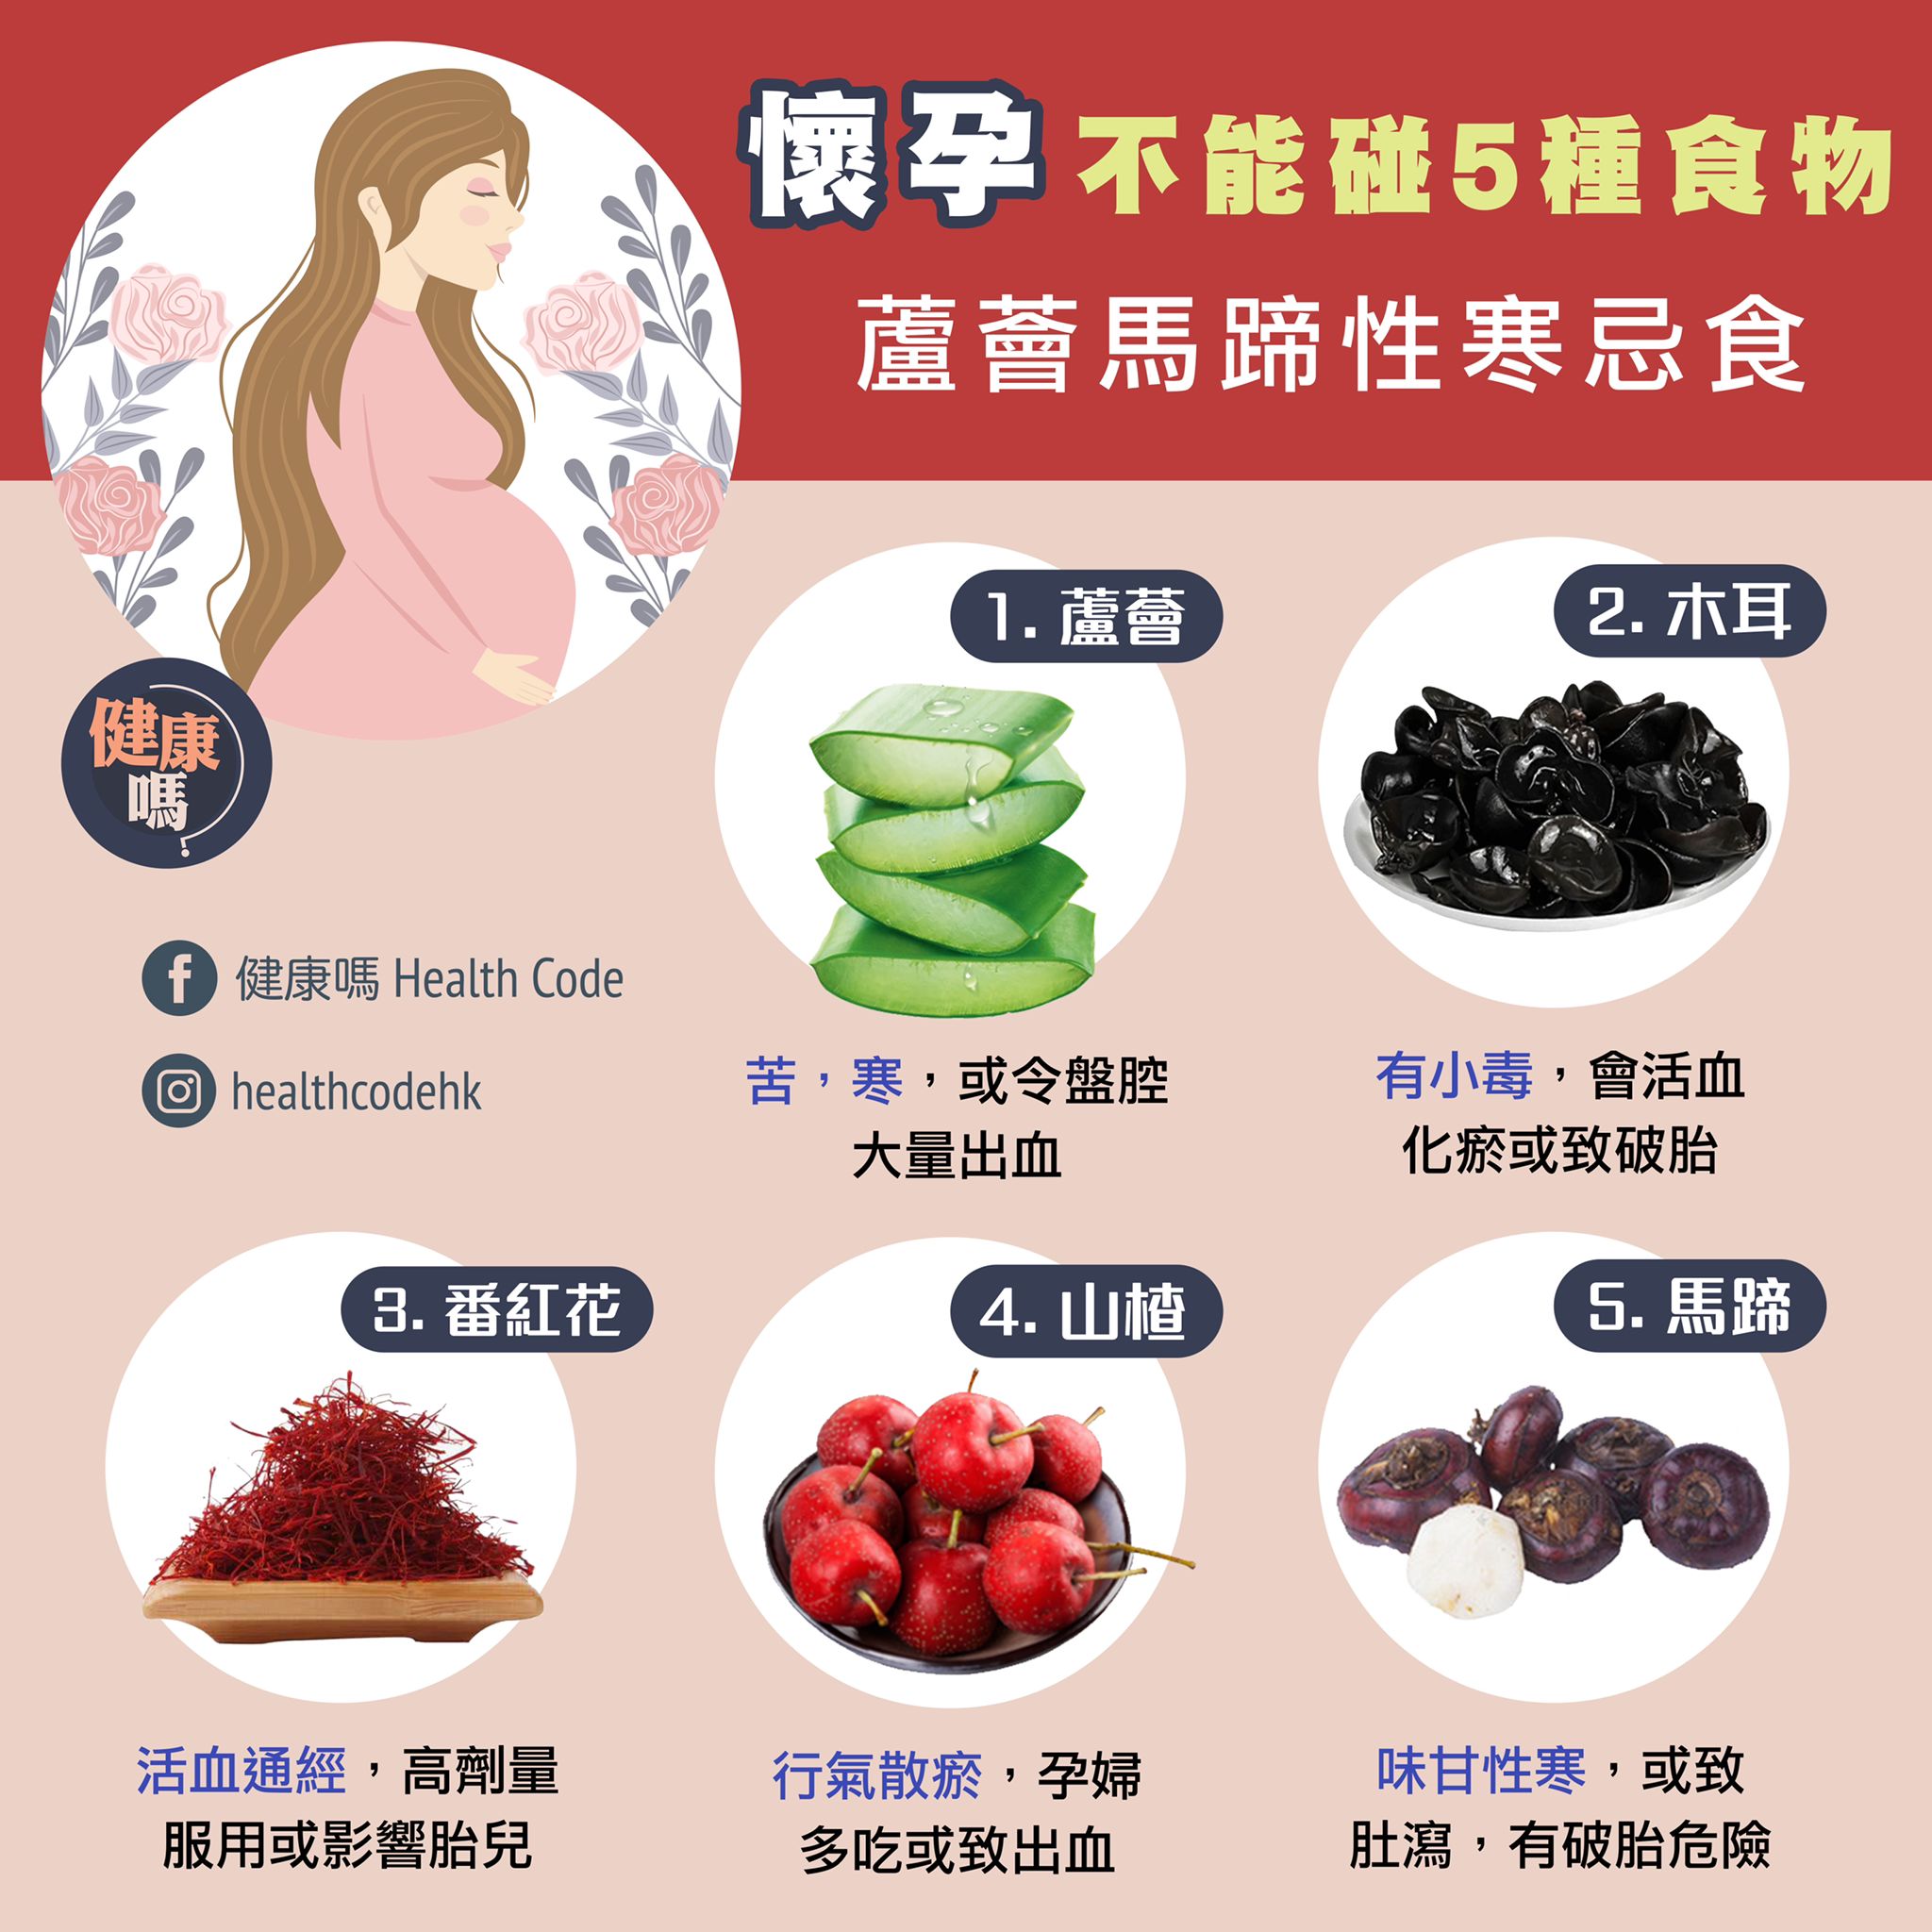 懷孕不能碰5種食物
蘆薈馬蹄性寒忌食
健康
嗎?
健康嗎 Health Code
healthcodehk
1. 蘆薈
苦，寒，或令盤腔
大量出血
2. 木耳
有小毒，會活血
化瘀或致破胎
3. 番紅花
活血通經，高劑量
服用或影響胎兒
4. 山楂
行氣散瘀，孕婦
多吃或致出血
5. 馬蹄
味甘性寒，或致
肚瀉，有破胎危險